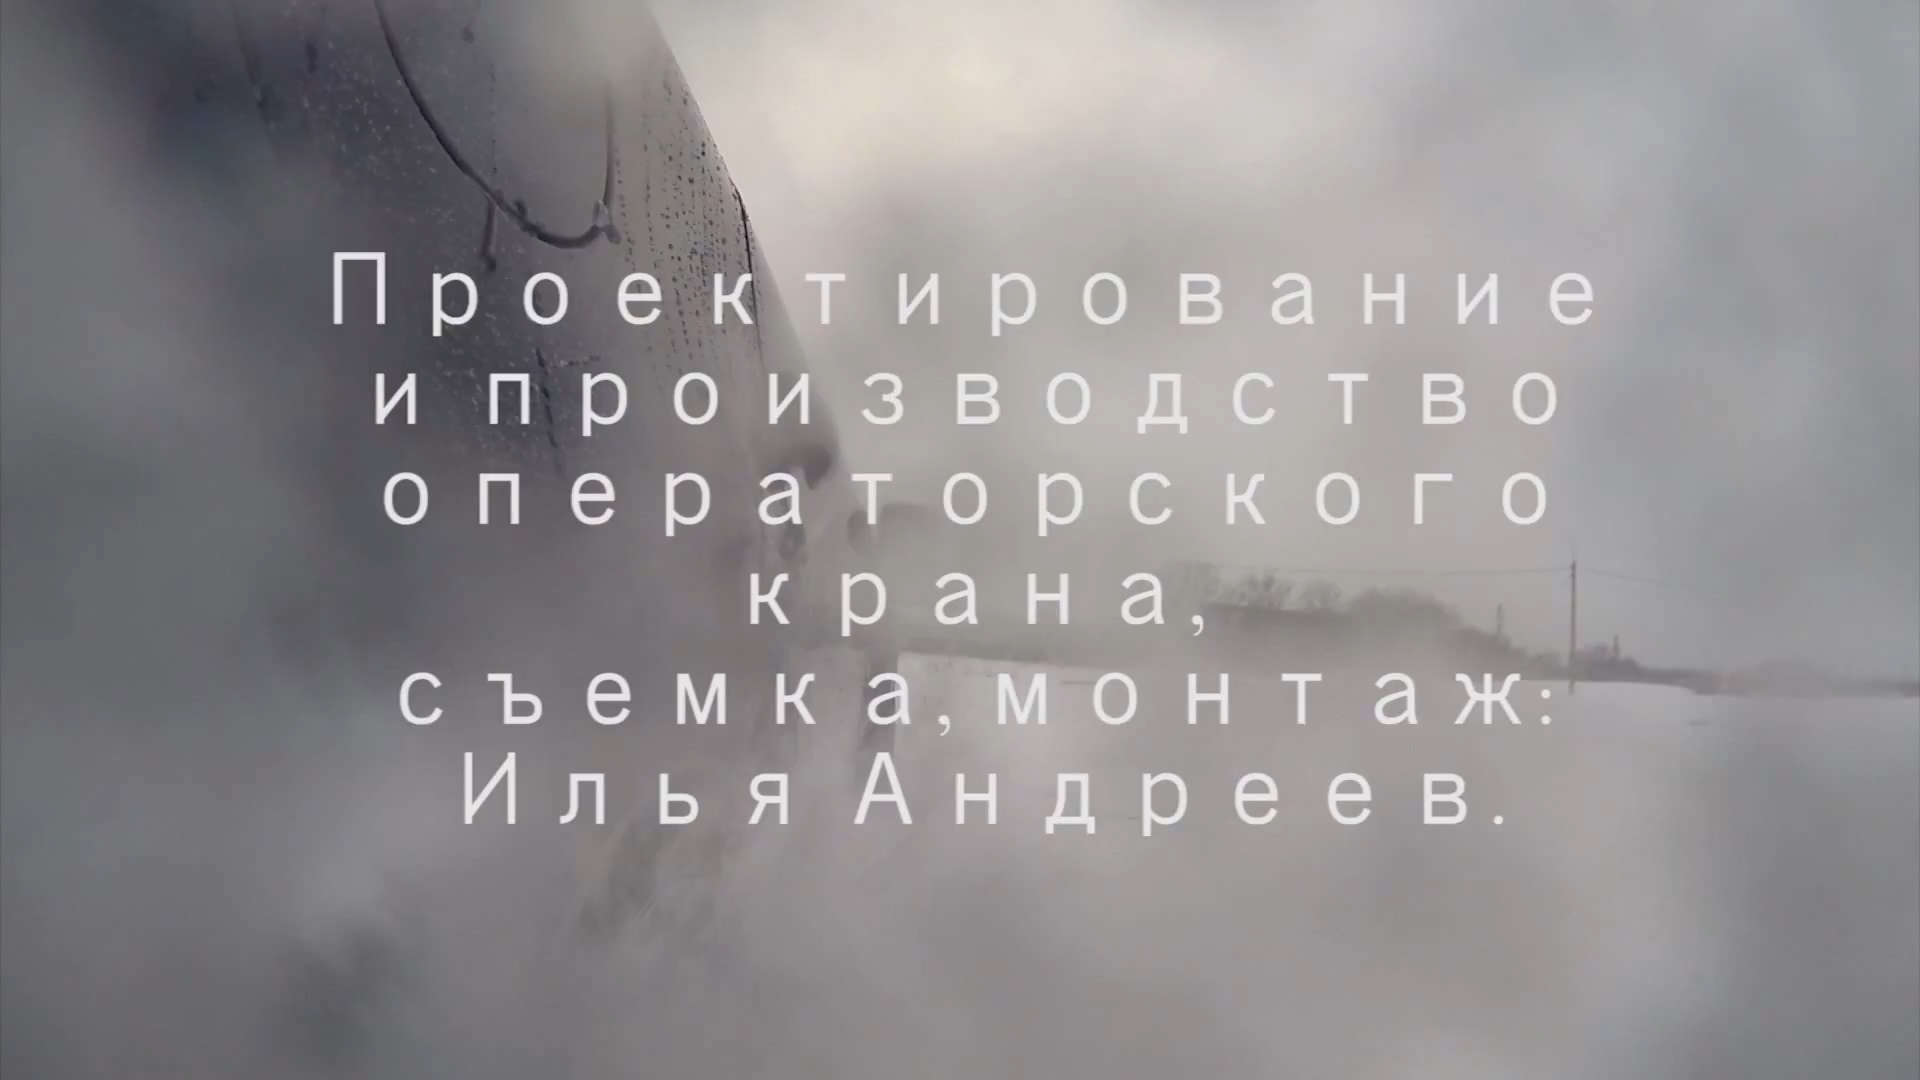 Проектирование
и производство
операторского
крана,
съемка, монтаж:
Илья Андреев.